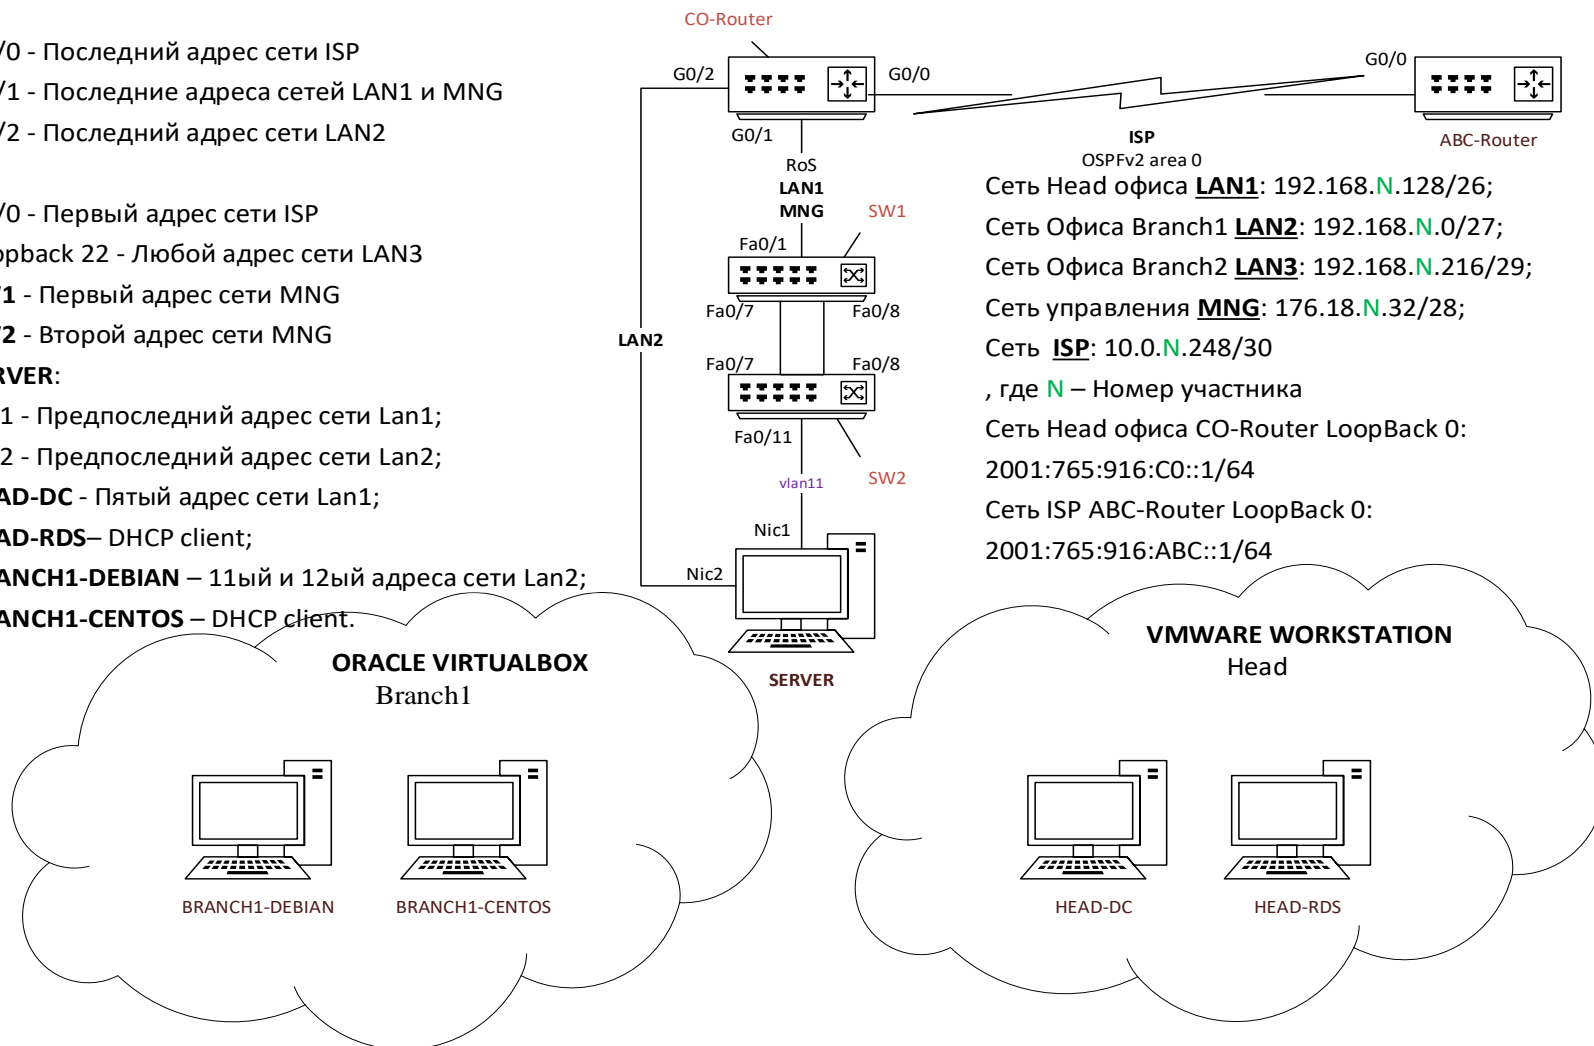 /0 - Последний адрес сети ISP
/1 - Последние адреса сетей LAN1 и MNG
/2 - Последний адрес сети LAN2
/0 - Первый адрес сети ISP
opback 22 - Любой адрес сети LAN3
/1 - Первый адрес сети MNG
/2 - Второй адрес сети MNG
RVER:
1 - Предпоследний адрес сети Lan1;
2 - Предпоследний адрес сети Lan2;
AD-DC - Пятый адрес сети Lan1;
AD-RDS– DHCP client;
ANCH1-DEBIAN – 11ый и 12ый адреса сети Lan2;
ANCH1-CENTOS – DHCP client.
CO-Router
G0/2
G0/0
G0/1
RoS
LAN1
MNG
SW1
Fa0/1
Fa0/7
Fa0/8
LAN2
Fa0/7
Fa0/8
Fa0/11
SW2
vlan11
Nic1
Nic2
SERVER
G0/0
ABC-Router
ISP
OSPFv2 area 0
Сеть Head офиса LAN1: 192.168.N.128/26;
Сеть Офиса Branch1 LAN2: 192.168.N.0/27;
Сеть Офиса Branch2 LAN3: 192.168.N.216/29;
Сеть управления MNG: 176.18.N.32/28;
Сеть ISP: 10.0.N.248/30
, где N – Номер участника
Сеть Head офиса CO-Router LoopBack 0:
2001:765:916:C0::1/64
Сеть ISP ABC-Router LoopBack 0:
2001:765:916:ABC::1/64
ORACLE VIRTUALBOX
Branch1
BRANCH1-DEBIAN
BRANCH1-CENTOS
VMWARE WORKSTATION
Head
HEAD-DC
HEAD-RDS